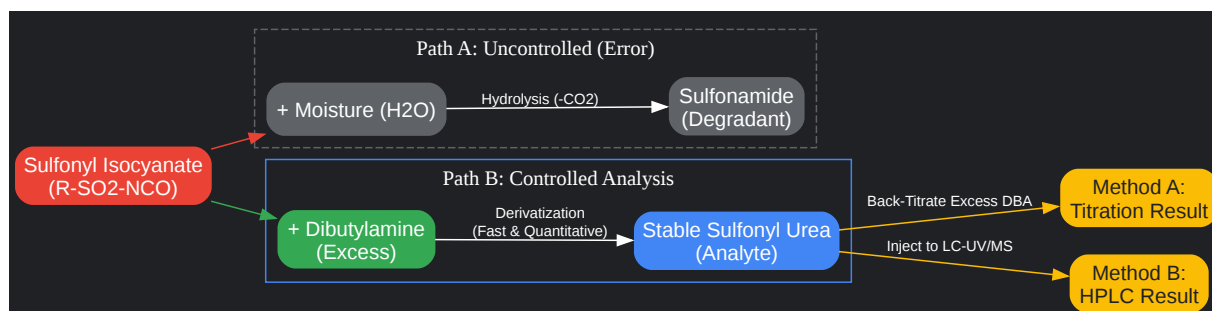 Path A: Uncontrolled (Error)
+ Moisture (H2O)
Hydrolysis (-CO2)
Sulfonamide
(Degradant)
Sulfonyl Isocyanate
(R-SO2-NCO)
Path B: Controlled Analysis
+ Dibutylamine
(Excess)
Derivatization
(Fast & Quantitative)
Stable Sulfonyl Urea
(Analyte)
Back-Titrate Excess DBA
Method A:
Titration Result
Inject to LC-UV/MS
Method B:
HPLC Result